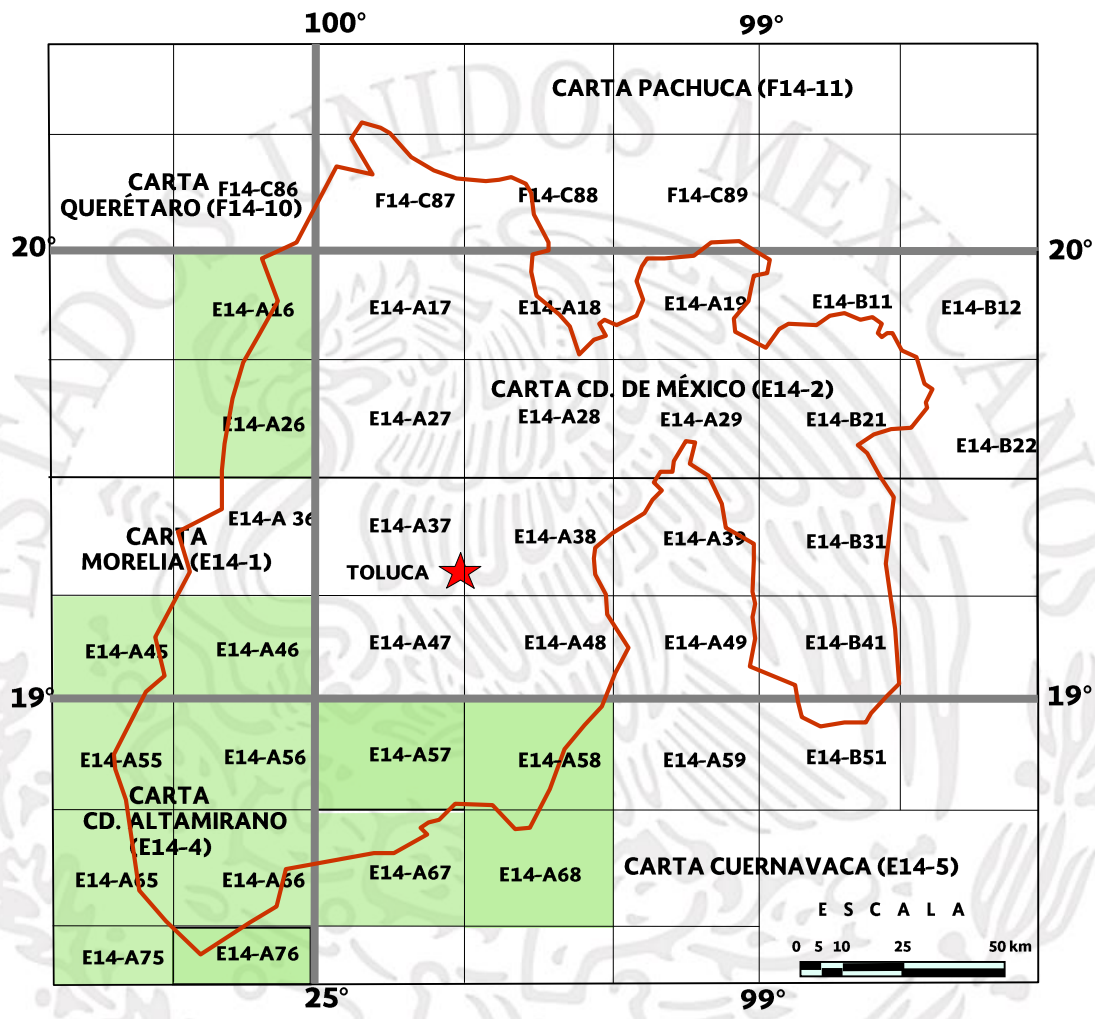 100°
99°
CARTA PACHUCA (F14-11)
CARTA
QUERÉTARO (F14-10)
F14-C86
F14-C87
F14-C88
F14-C89
20°
20°
E14-A16
E14-A17
E14-A18
E14-A19
E14-B11
E14-B12
CARTA CD. DE MÉXICO (E14-2)
E14-A26
E14-A27
E14-A28
E14-A29
E14-B21
E14-B22
E14-A 36
E14-A37
E14-A38
E14-A39
E14-B31
CARTA
MORELIA (E14-1)
TOLUCA
E14-A45
E14-A46
E14-A47
E14-A48
E14-A49
E14-B41
19°
19°
E14-A55
E14-A56
E14-A57
E14-A58
E14-A59
E14-B51
CARTA
CD. ALTAMIRANO
(E14-4)
E14-A65
E14-A66
E14-A67
E14-A68
CARTA CUERNAVACA (E14-5)
E S C A L A
0 5 10 25 50 km
E14-A75
E14-A76
25°
99°
ESTADOS UNIDOS MEXICANOS